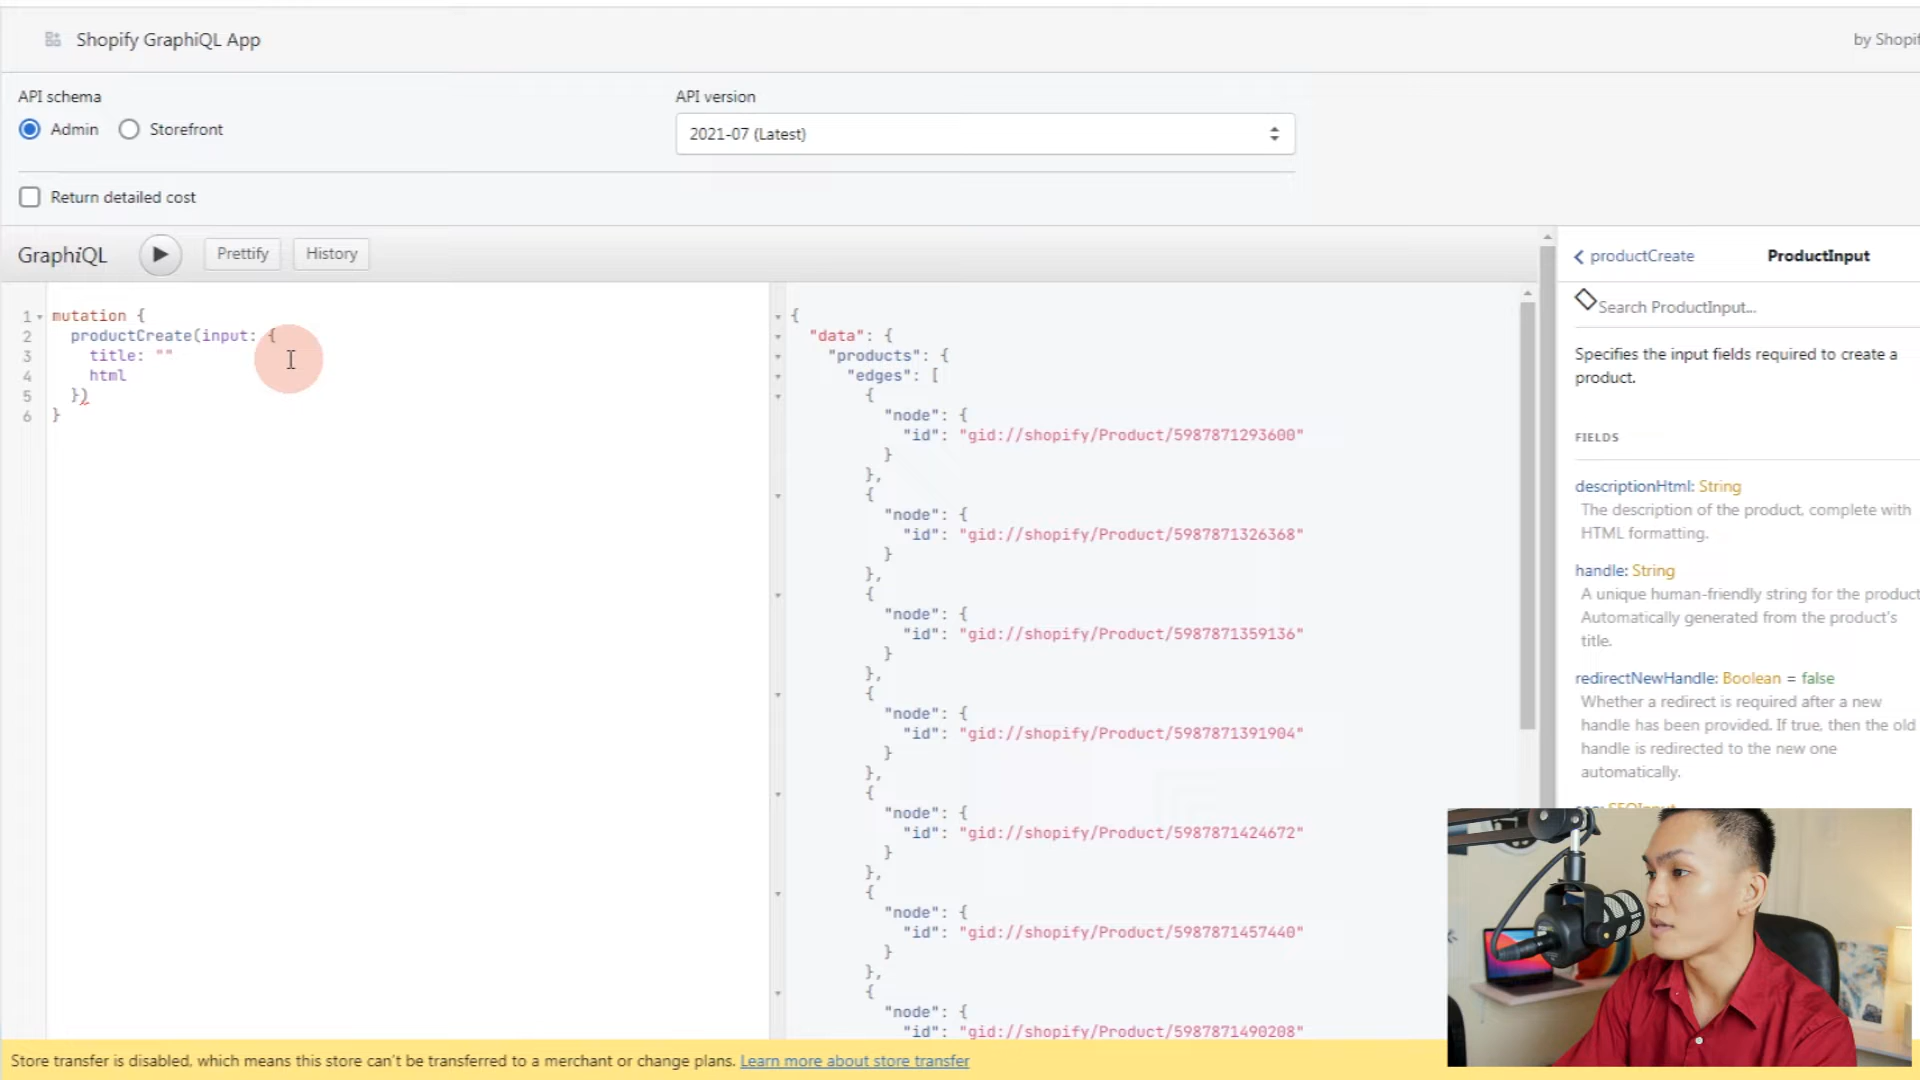 Shopify GraphiQL App
by Shopif
API schema
Admin
Storefront
API version
2021-07 (Latest)
Return detailed cost
GraphiQL
Prettify
History
1 mutation {
2 productCreate(input: {
3 title: ""
4 html
5 })
6 }
{
"data": {
"products": {
"edges": [
{
"node": {
"id": "gid://shopify/Product/5987871293600"
}
},
{
"node": {
"id": "gid://shopify/Product/5987871326368"
}
},
{
"node": {
"id": "gid://shopify/Product/5987871359136"
}
},
{
"node": {
"id": "gid://shopify/Product/5987871391904"
}
},
{
"node": {
"id": "gid://shopify/Product/5987871424672"
}
},
{
"node": {
"id": "gid://shopify/Product/5987871457440"
}
},
{
"node": {
"id": "gid://shopify/Product/5987871490208"
productCreate
ProductInput
Search ProductInput...
Specifies the input fields required to create a
product.
FIELDS
descriptionHtml: String
The description of the product, complete with
HTML formatting.
handle: String
A unique human-friendly string for the product
Automatically generated from the product's
title.
redirectNewHandle: Boolean = false
Whether a redirect is required after a new
handle has been provided. If true, then the old
handle is redirected to the new one
automatically.
Store transfer is disabled, which means this store can't be transferred to a merchant or change plans. Learn more about store transfer